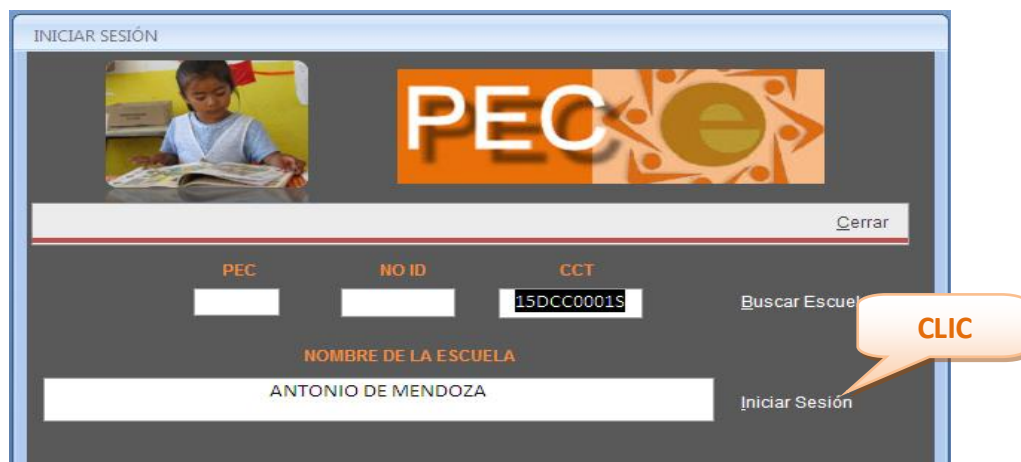 INICIAR SESIÓN
PEC e
Cerrar
PEC NO ID CCT
15DCC0001S
Buscar Escuel
CLIC
NOMBRE DE LA ESCUELA
ANTONIO DE MENDOZA
Iniciar Sesión